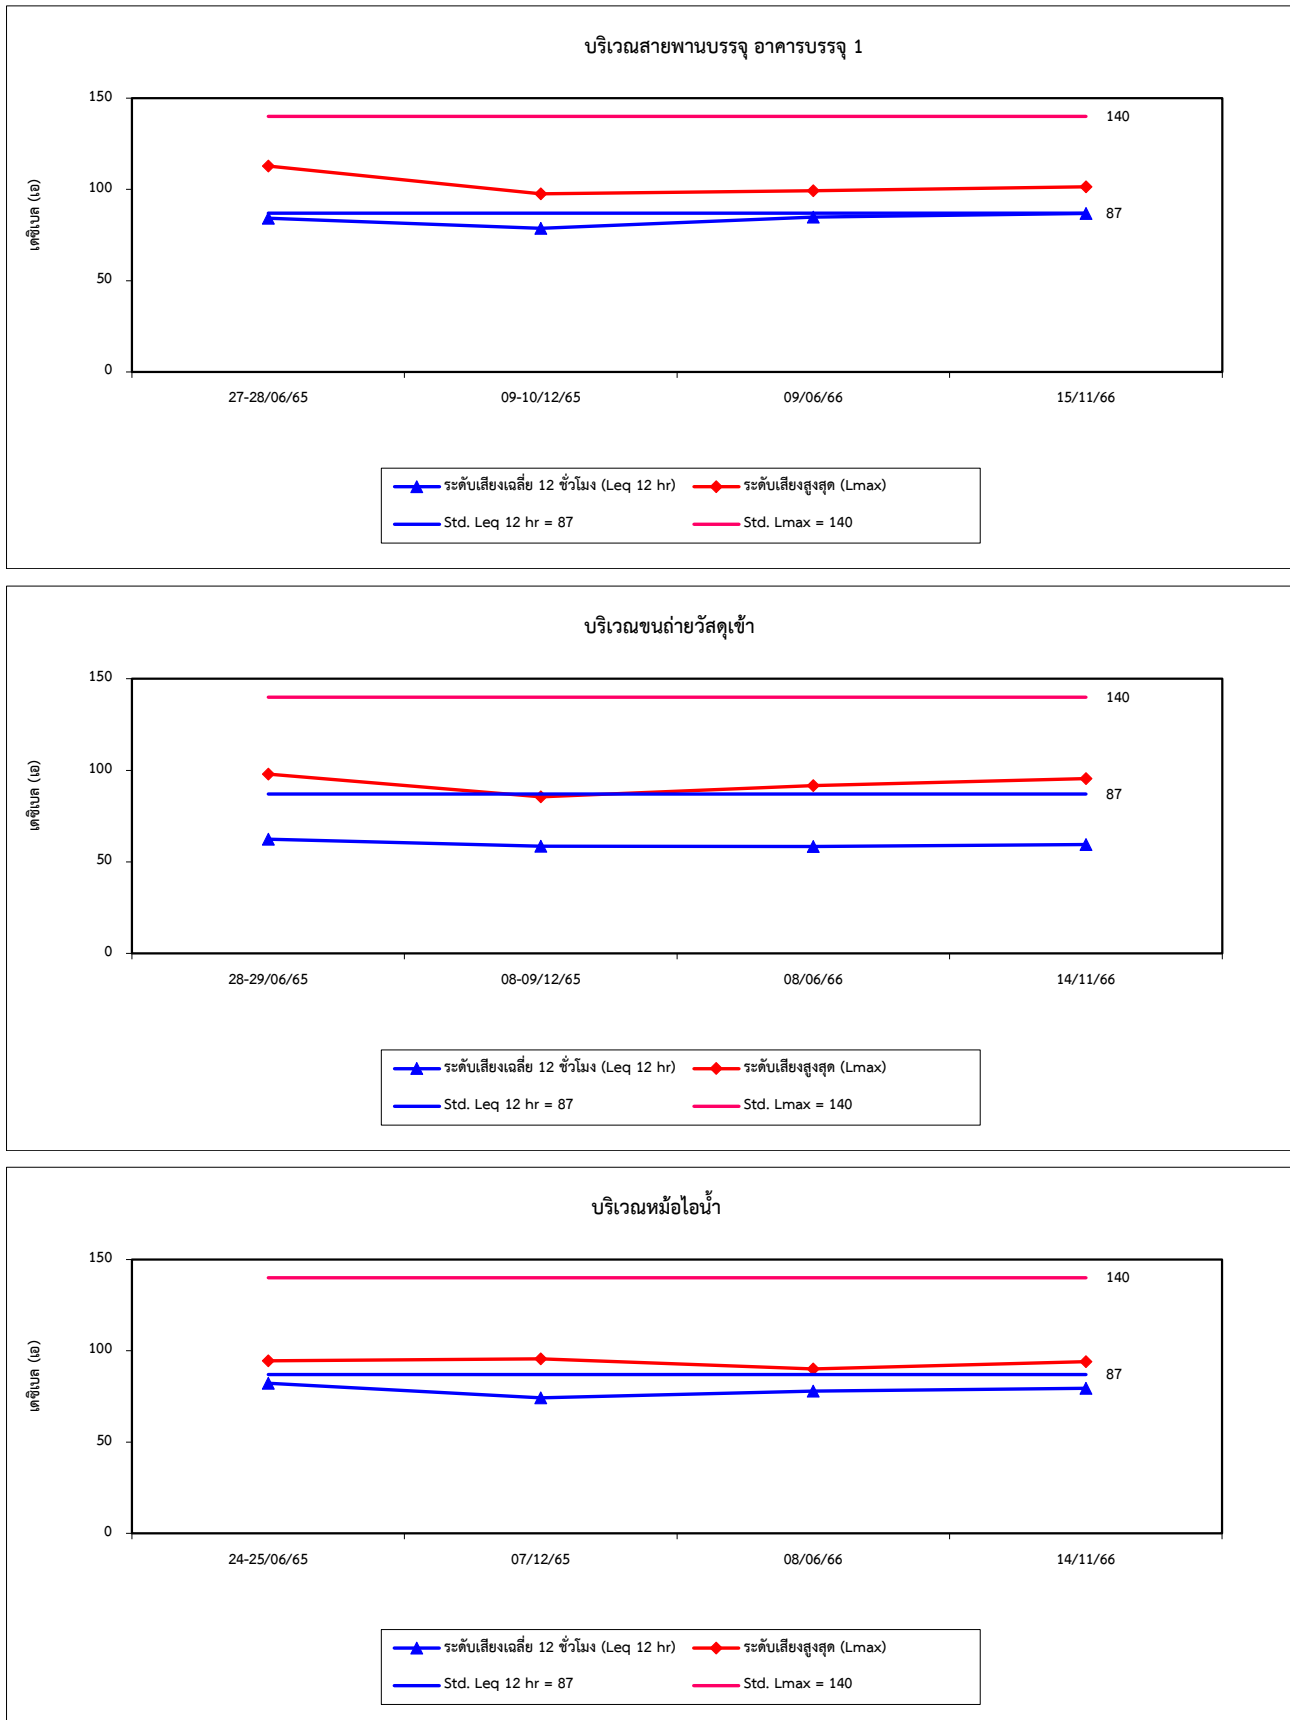 บริเวณสายพานบรรจุ อาคารบรรจุ 1
150
140
100
87
50
0
เดซิเบล (เอ)
27-28/06/65 09-10/12/65 09/06/66 15/11/66
ระดับเสียงเฉลี่ย 12 ชั่วโมง (Leq 12 hr) ระดับเสียงสูงสุด (Lmax)
Std. Leq 12 hr = 87 Std. Lmax = 140
บริเวณขนถ่ายวัสดุเข้า
150
140
100
87
50
0
เดซิเบล (เอ)
28-29/06/65 08-09/12/65 08/06/66 14/11/66
ระดับเสียงเฉลี่ย 12 ชั่วโมง (Leq 12 hr) ระดับเสียงสูงสุด (Lmax)
Std. Leq 12 hr = 87 Std. Lmax = 140
บริเวณหม้อไอน้ำ
150
140
100
87
50
0
เดซิเบล (เอ)
24-25/06/65 07/12/65 08/06/66 14/11/66
ระดับเสียงเฉลี่ย 12 ชั่วโมง (Leq 12 hr) ระดับเสียงสูงสุด (Lmax)
Std. Leq 12 hr = 87 Std. Lmax = 140